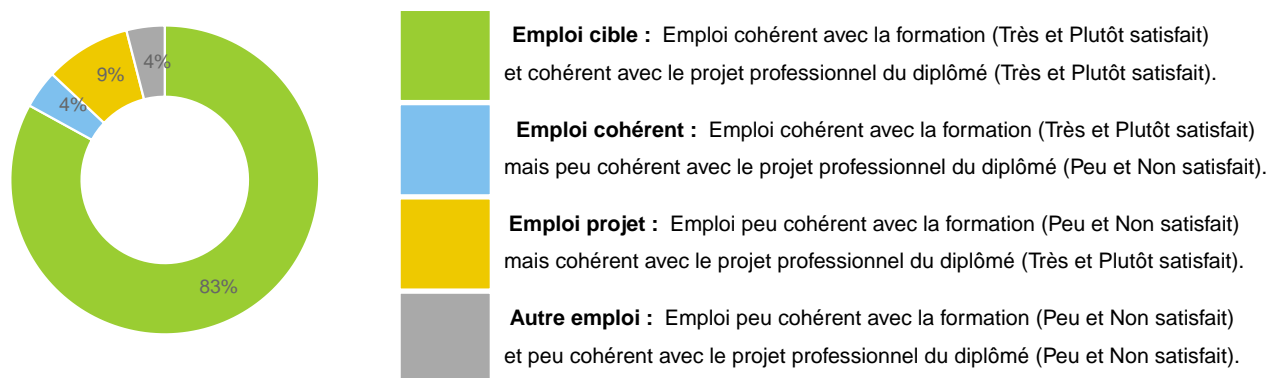 4%
9%
4%
83%
Emploi cible : Emploi cohérent avec la formation (Très et Plutôt satisfait)
et cohérent avec le projet professionnel du diplômé (Très et Plutôt satisfait).
Emploi cohérent : Emploi cohérent avec la formation (Très et Plutôt satisfait)
mais peu cohérent avec le projet professionnel du diplômé (Peu et Non satisfait).
Emploi projet : Emploi peu cohérent avec la formation (Peu et Non satisfait)
mais cohérent avec le projet professionnel du diplômé (Très et Plutôt satisfait).
Autre emploi : Emploi peu cohérent avec la formation (Peu et Non satisfait)
et peu cohérent avec le projet professionnel du diplômé (Peu et Non satisfait).